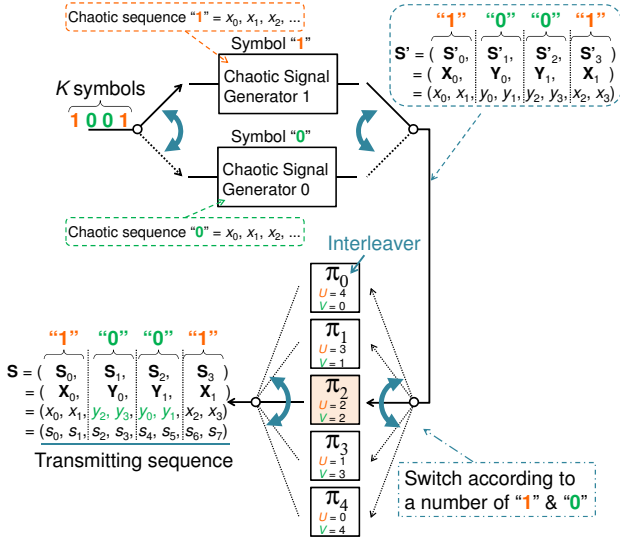 Chaotic sequence “1” = x0, x1, x2, ...
Symbol “1”
Chaotic Signal
Generator 1
K symbols
1 0 0 1
Symbol “0”
Chaotic Signal
Generator 0
Chaotic sequence “0” = x0, x1, x2, ...
“1” “0” “0” “1”
S’ = ( S’0, S’1, S’2, S’3 )
= ( X0, Y0, Y1, X1 )
= (x0, x1, y0, y1, y2, y3, x2, x3)
Interleaver
π0
U = 4
V = 0
π1
U = 3
V = 1
π2
U = 2
V = 2
π3
U = 1
V = 3
π4
U = 0
V = 4
“1” “0” “0” “1”
S = ( S0, S1, S2, S3 )
= ( X0, Y0, Y1, X1 )
= (x0, x1, y2, y3, y0, y1, x2, x3)
= (s0, s1, s2, s3, s4, s5, s6, s7)
Transmitting sequence
Switch according to
a number of “1” & “0”